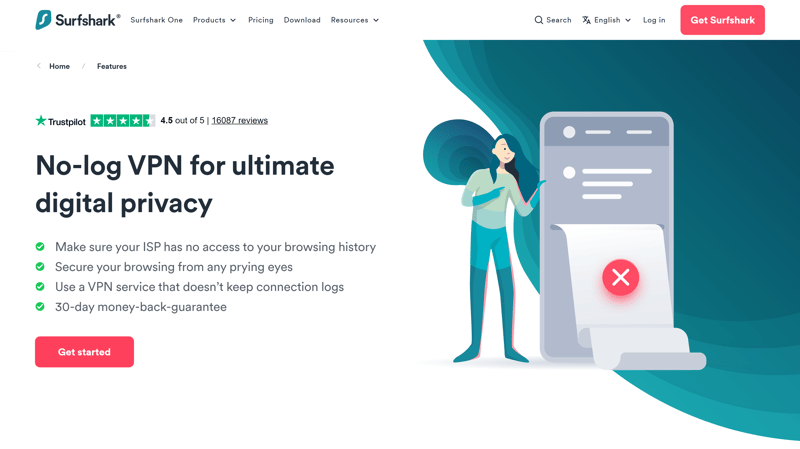 Surfshark®
Surfshark One
Products
Pricing
Download
Resources
Search
English
Log in
Get Surfshark
Home / Features
Trustpilot 4.5 out of 5 | 16087 reviews
No-log VPN for ultimate
digital privacy
Make sure your ISP has no access to your browsing history
Secure your browsing from any prying eyes
Use a VPN service that doesn't keep connection logs
30-day money-back-guarantee
Get started